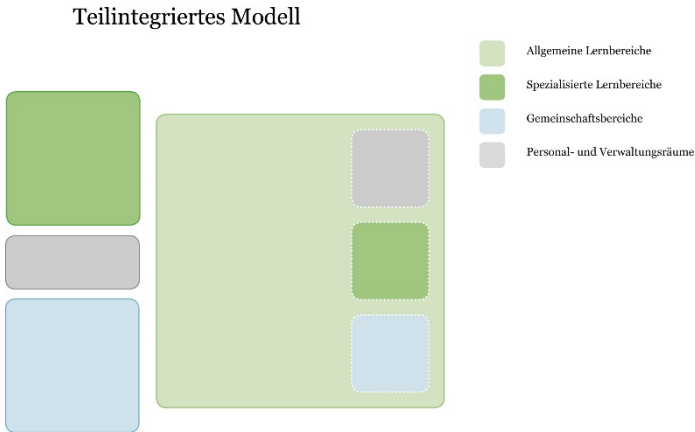 Teilintegriertes Modell
Allgemeine Lernbereiche
Spezialisierte Lernbereiche
Gemeinschaftsbereiche
Personal- und Verwaltungsräume